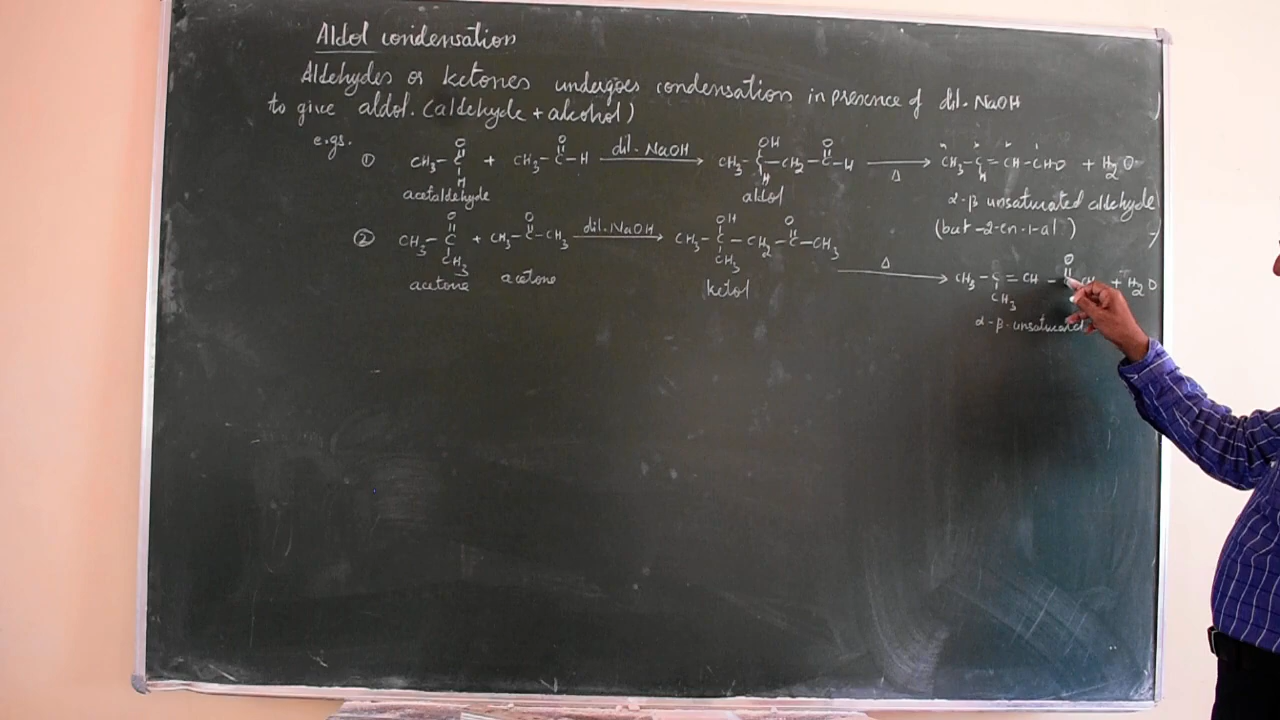 Aldol condensation
Aldehydes or ketones undergoes condensation in presence of dil. NaOH
to give aldol. (aldehyde + alcohol)
e.gs.
① CH3-C(=O)-H + CH3-C(=O)-H dil. NaOH → CH3-C(OH)(H)-CH2-C(=O)-H Δ → CH3-C(H)=CH-CHO + H2O
acetaldehyde aldol α-β unsaturated aldehyde
(but-2-en-1-al)
② CH3-C(=O)-CH3 + CH3-C(=O)-CH3 dil. NaOH → CH3-C(OH)(CH3)-CH2-C(=O)-CH3
Δ → CH3-C(CH3)=CH-C(=O) + H2O
acetone acetone ketol
α-β-unsaturated